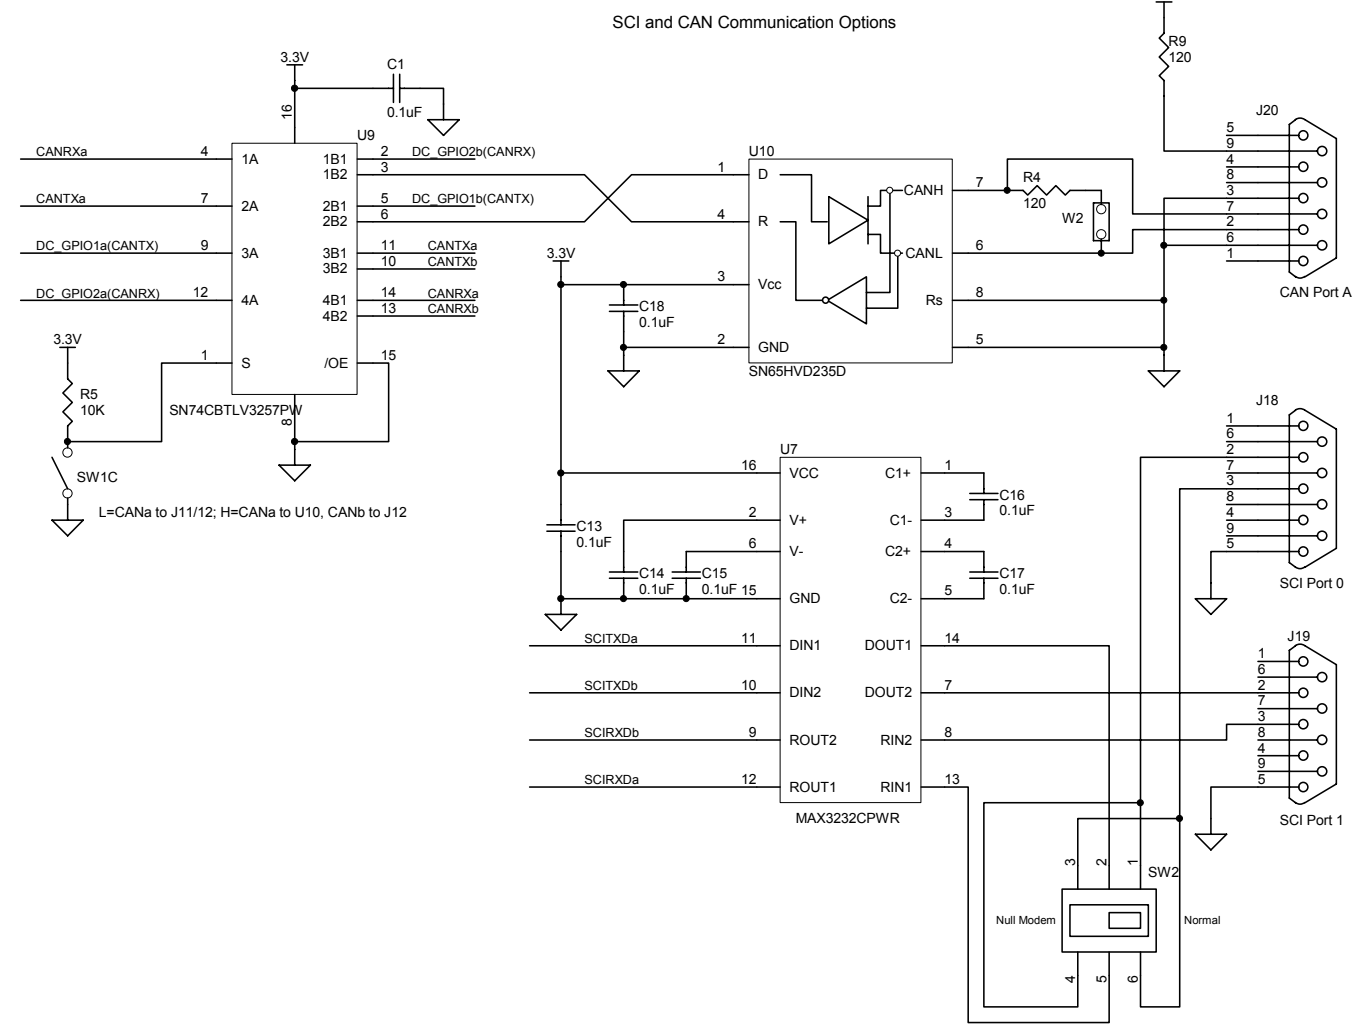 SCI and CAN Communication Options
3.3V
C1
0.1uF
16
U9
CANRXa 4 1A 1B1 2 DC_GPIO2b(CANRX)
1B2 3
CANTXa 7 2A 2B1 5 DC_GPIO1b(CANTX)
2B2 6
DC_GPIO1a(CANTX) 9 3A 3B1 11 CANTXa
3B2 10 CANTXb
DC_GPIO2a(CANRX) 12 4A 4B1 14 CANRXa
4B2 13 CANRXb
1 S /OE 15
3.3V
R5
10K
SN74CBTLV3257PW
8
SW1C
L=CANa to J11/12; H=CANa to U10, CANb to J12
U10
1 D CANH 7
4 R CANL 6
3 Vcc Rs 8
2 GND 5
SN65HVD235D
3.3V
C18
0.1uF
R4
120
W2
R9
120
J20
5
9
4
8
3
7
2
6
1
CAN Port A
U7
16 VCC C1+ 1
2 V+ C1- 3
6 V- C2+ 4
15 GND C2- 5
11 DIN1 DOUT1 14
10 DIN2 DOUT2 7
9 ROUT2 RIN2 8
12 ROUT1 RIN1 13
MAX3232CPWR
C13
0.1uF
C14
0.1uF
C15
0.1uF
C16
0.1uF
C17
0.1uF
SCITXDa
SCITXDb
SCIRXDb
SCIRXDa
J18
1
6
2
7
3
8
4
9
5
SCI Port 0
J19
1
6
2
7
3
8
4
9
5
SCI Port 1
3 2 1
SW2
Null Modem Normal
4 5 6